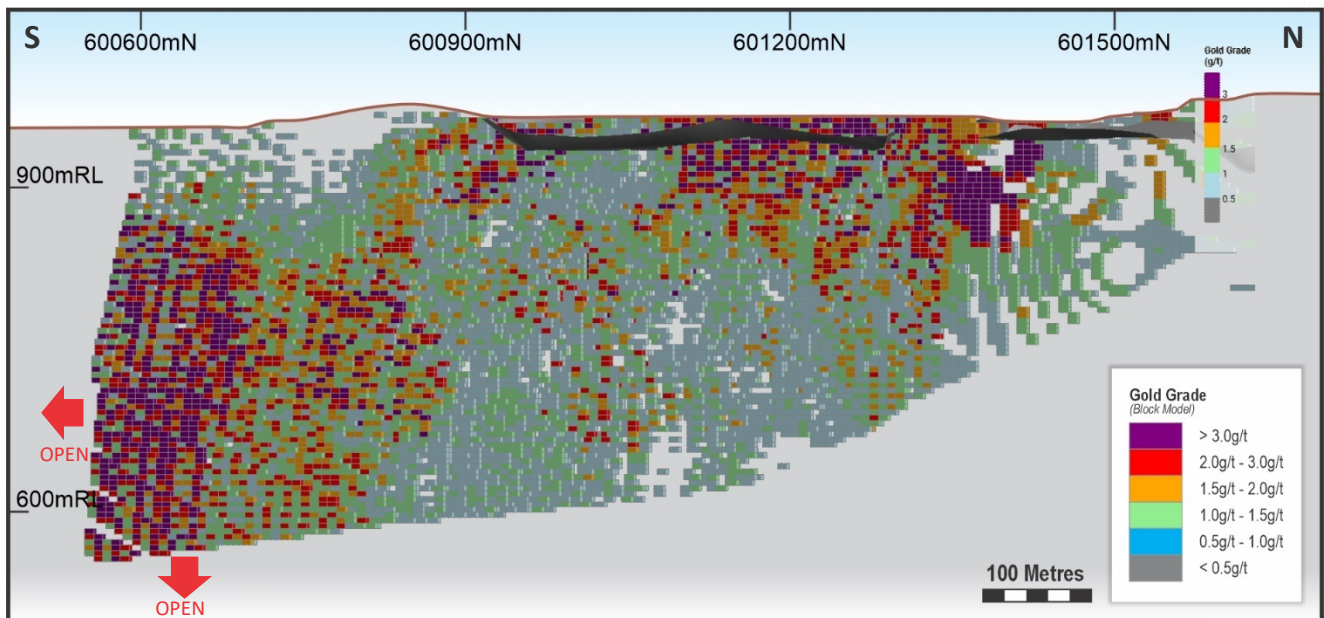 S
600600mN
600900mN
601200mN
601500mN
N
Gold Grade
(g/t)
3
2
1.5
1
0.5
900mRL
OPEN
600mRL
OPEN
100 Metres
Gold Grade
(Block Model)
> 3.0g/t
2.0g/t - 3.0g/t
1.5g/t - 2.0g/t
1.0g/t - 1.5g/t
0.5g/t - 1.0g/t
< 0.5g/t